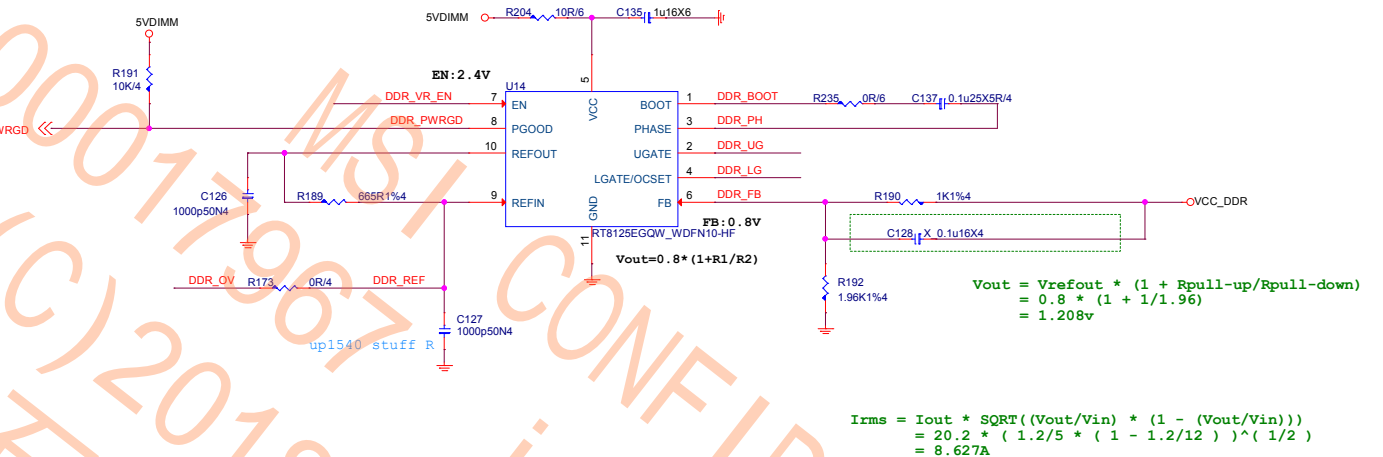 5VDIMM
R191
10K/4
WRGD
5VDIMM
R204
10R/6
C135
1u16X6
EN:2.4V
U14
5
VCC
DDR_VR_EN
7
EN
DDR_PWRGD
8
PGOOD
10
REFOUT
9
REFIN
GND
11
BOOT
1
DDR_BOOT
PHASE
3
DDR_PH
UGATE
2
DDR_UG
LGATE/OCSET
4
DDR_LG
FB
6
DDR_FB
R235
0R/6
C137
0.1u25X5R/4
C126
1000p50N4
R189
665R1%4
FB:0.8V
RT8125EGQW_WDFN10-HF
Vout=0.8*(1+R1/R2)
R190
1K1%4
VCC_DDR
C128
X_0.1u16X4
R192
1.96K1%4
DDR_OV
R173
0R/4
DDR_REF
C127
1000p50N4
up1540 stuff R
Vout = Vrefout * (1 + Rpull-up/Rpull-down)
= 0.8 * (1 + 1/1.96)
= 1.208v
Irms = Iout * SQRT((Vout/Vin) * (1 - (Vout/Vin)))
= 20.2 * ( 1.2/5 * ( 1 - 1.2/12 ) )^( 1/2 )
= 8.627A
MSI CONFID
00017967
(C)2018